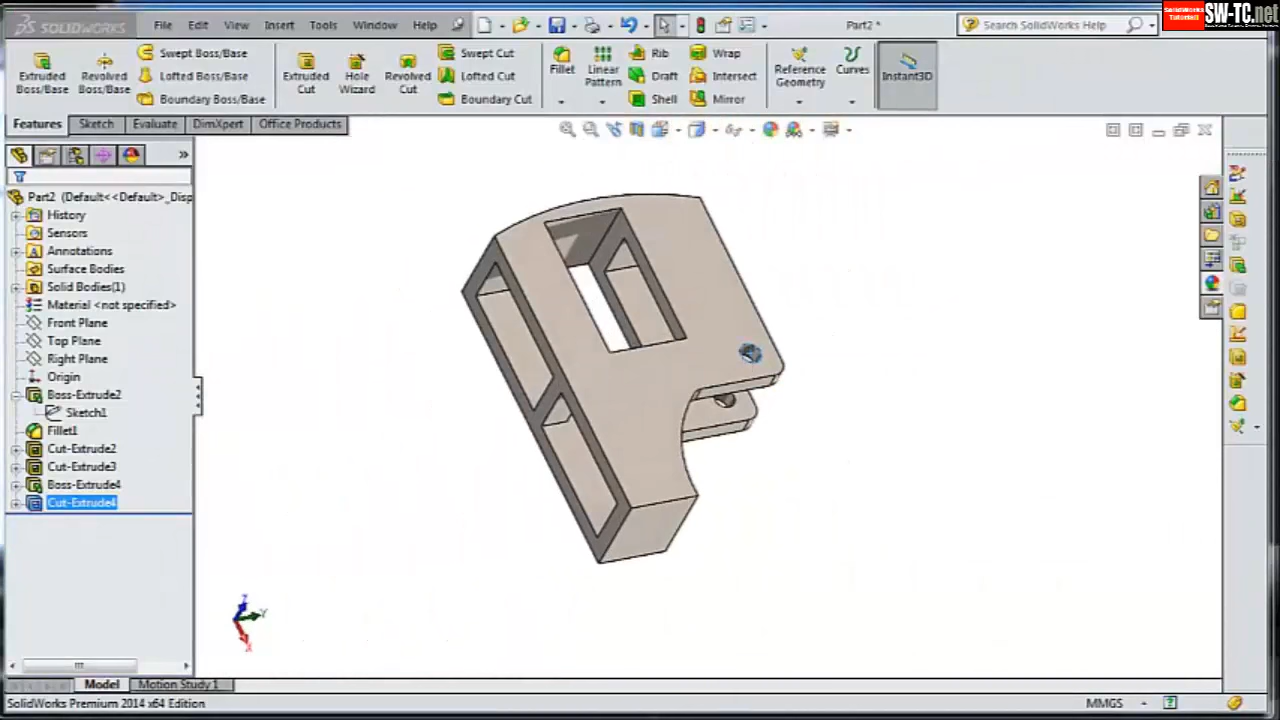 SOLIDWORKS
File Edit View Insert Tools Window Help
Part2 *
Search SolidWorks Help
SolidWorks Tutorial!
SW-TC.net
Extruded Boss/Base
Revolved Boss/Base
Swept Boss/Base
Lofted Boss/Base
Boundary Boss/Base
Extruded Cut
Hole Wizard
Revolved Cut
Swept Cut
Lofted Cut
Boundary Cut
Fillet
Linear Pattern
Rib
Draft
Shell
Wrap
Intersect
Mirror
Reference Geometry
Curves
Instant3D
Features Sketch Evaluate DimXpert Office Products
Part2 (Default<<Default>_Disp
History
Sensors
Annotations
Surface Bodies
Solid Bodies(1)
Material <not specified>
Front Plane
Top Plane
Right Plane
Origin
Boss-Extrude2
Sketch1
Fillet1
Cut-Extrude2
Cut-Extrude3
Boss-Extrude4
Cut-Extrude4
Z
Y
X
Model Motion Study 1
SolidWorks Premium 2014 x64 Edition
MMGS